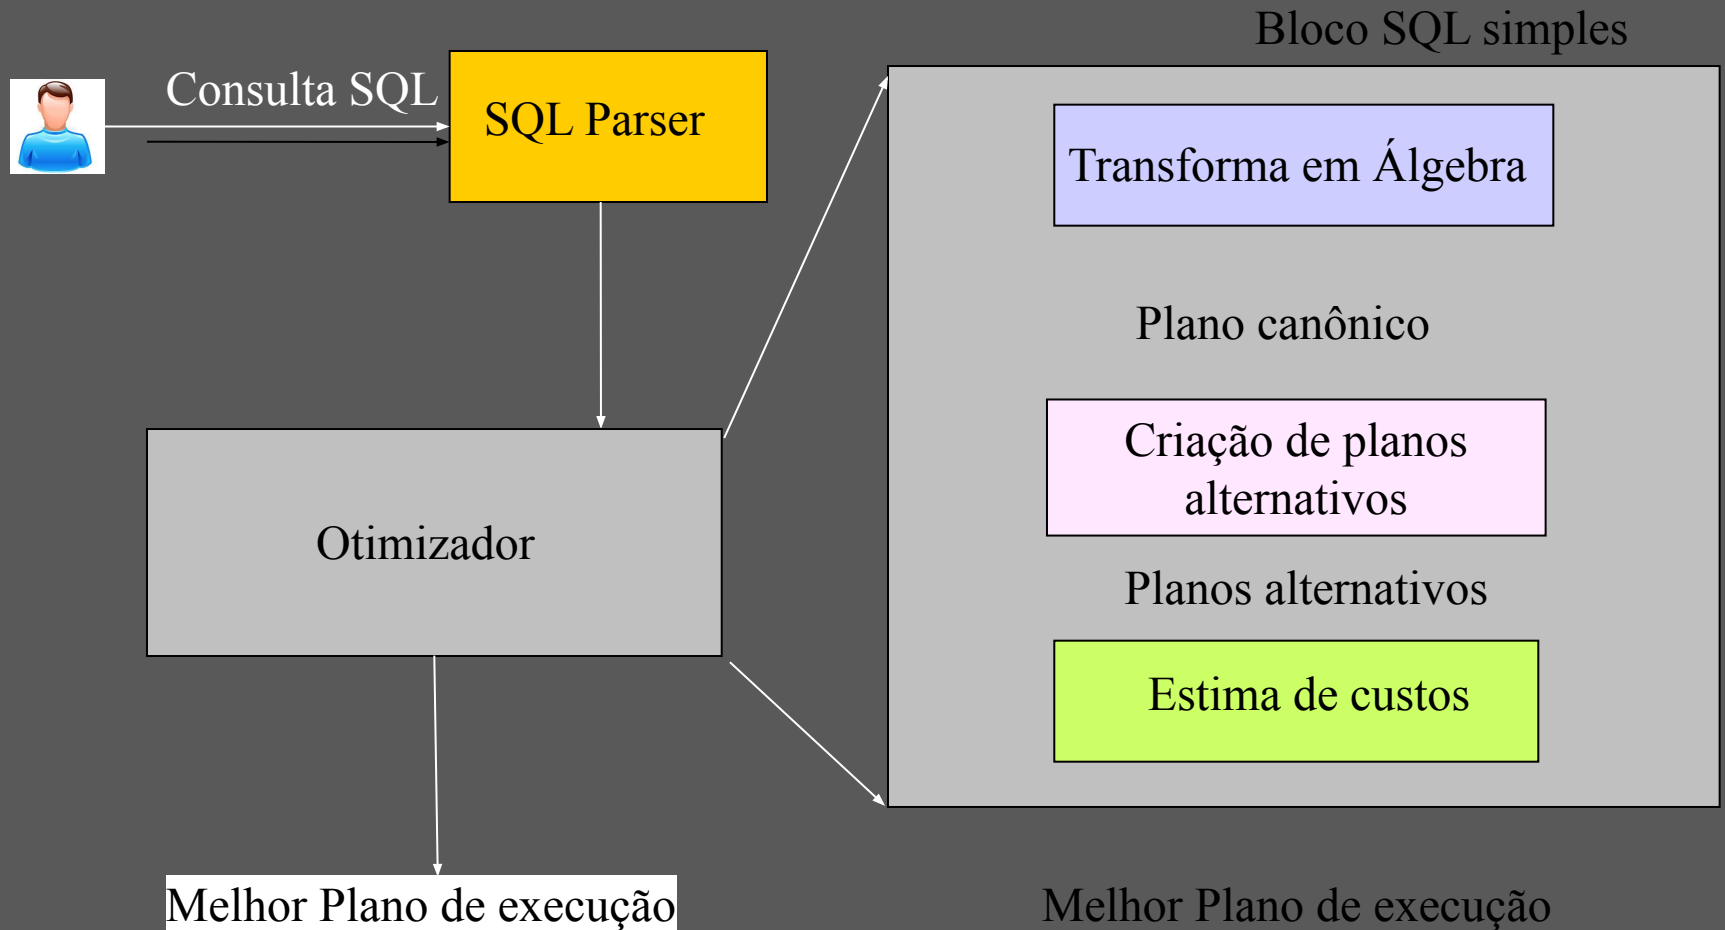 Bloco SQL simples
Consulta SQL
SQL Parser
Transforma em Álgebra
Plano canônico
Criação de planos
alternativos
Otimizador
Planos alternativos
Estima de custos
Melhor Plano de execução
Melhor Plano de execução